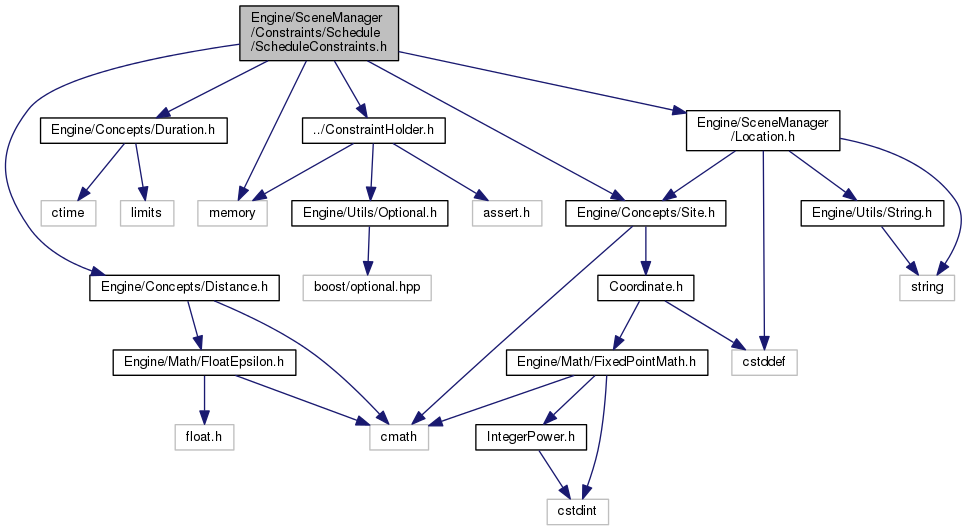 Engine/SceneManager
/Constraints/Schedule
/ScheduleConstraints.h
Engine/SceneManager
/Location.h
Engine/Concepts/Duration.h
../ConstraintHolder.h
ctime
limits
memory
Engine/Utils/Optional.h
assert.h
Engine/Concepts/Site.h
Engine/Utils/String.h
Engine/Concepts/Distance.h
boost/optional.hpp
Coordinate.h
string
Engine/Math/FloatEpsilon.h
Engine/Math/FixedPointMath.h
cstddef
float.h
cmath
IntegerPower.h
cstdint